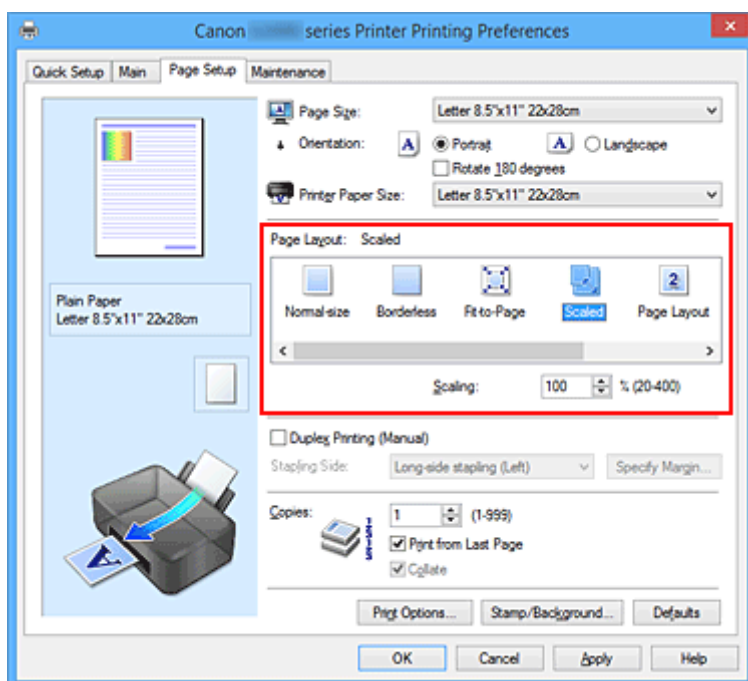 Canon series Printer Printing Preferences
Quick Setup Main Page Setup Maintenance
Page Size: Letter 8.5"x11" 22x28cm
Orientation: A Portrait A Landscape
Rotate 180 degrees
Printer Paper Size: Letter 8.5"x11" 22x28cm
Page Layout: Scaled
Normal-size Borderless Fit-to-Page Scaled 2 Page Layout
Scaling: 100 % (20-400)
Plain Paper
Letter 8.5"x11" 22x28cm
Duplex Printing (Manual)
Stapling Side: Long-side stapling (Left) Specify Margin...
Copies: 1 (1-999)
Print from Last Page
Collate
A
Print Options... Stamp/Background... Defaults
OK Cancel Apply Help